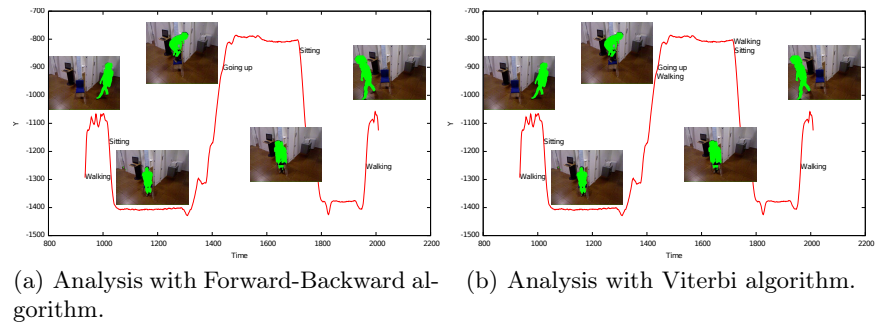 -700
-800
-900
-1000
-1100
-1200
-1300
-1400
-1500
Y
Walking
Sitting
Going up
Sitting
Walking
800 1000 1200 1400 1600 1800 2000 2200
Time
(a) Analysis with Forward-Backward al-
gorithm.
-700
-800
-900
-1000
-1100
-1200
-1300
-1400
-1500
Y
Walking
Sitting
Going up
Walking
Walking
Sitting
Walking
800 1000 1200 1400 1600 1800 2000 2200
Time
(b) Analysis with Viterbi algorithm.